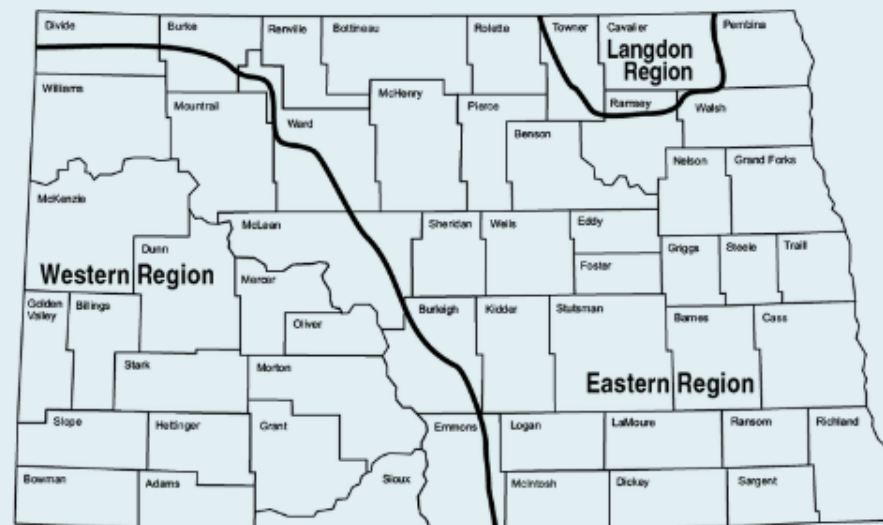 Divide
Burke
Renville
Bottineau
Rolette
Towner
Cavalier
Pembina
Langdon
Region
Williams
Mountrail
Ward
McHenry
Pierce
Benson
Ramsey
Walsh
Nelson
Grand Forks
McKenzie
Dunn
McLean
Sheridan
Wells
Eddy
Foster
Griggs
Steele
Traill
Western Region
Mercer
Golden
Valley
Billings
Oliver
Burleigh
Kidder
Stutsman
Barnes
Cass
Stark
Morton
Eastern Region
Slope
Hettinger
Grant
Emmons
Logan
LaMoure
Ransom
Richland
Bowman
Adams
Sioux
McIntosh
Dickey
Sargent